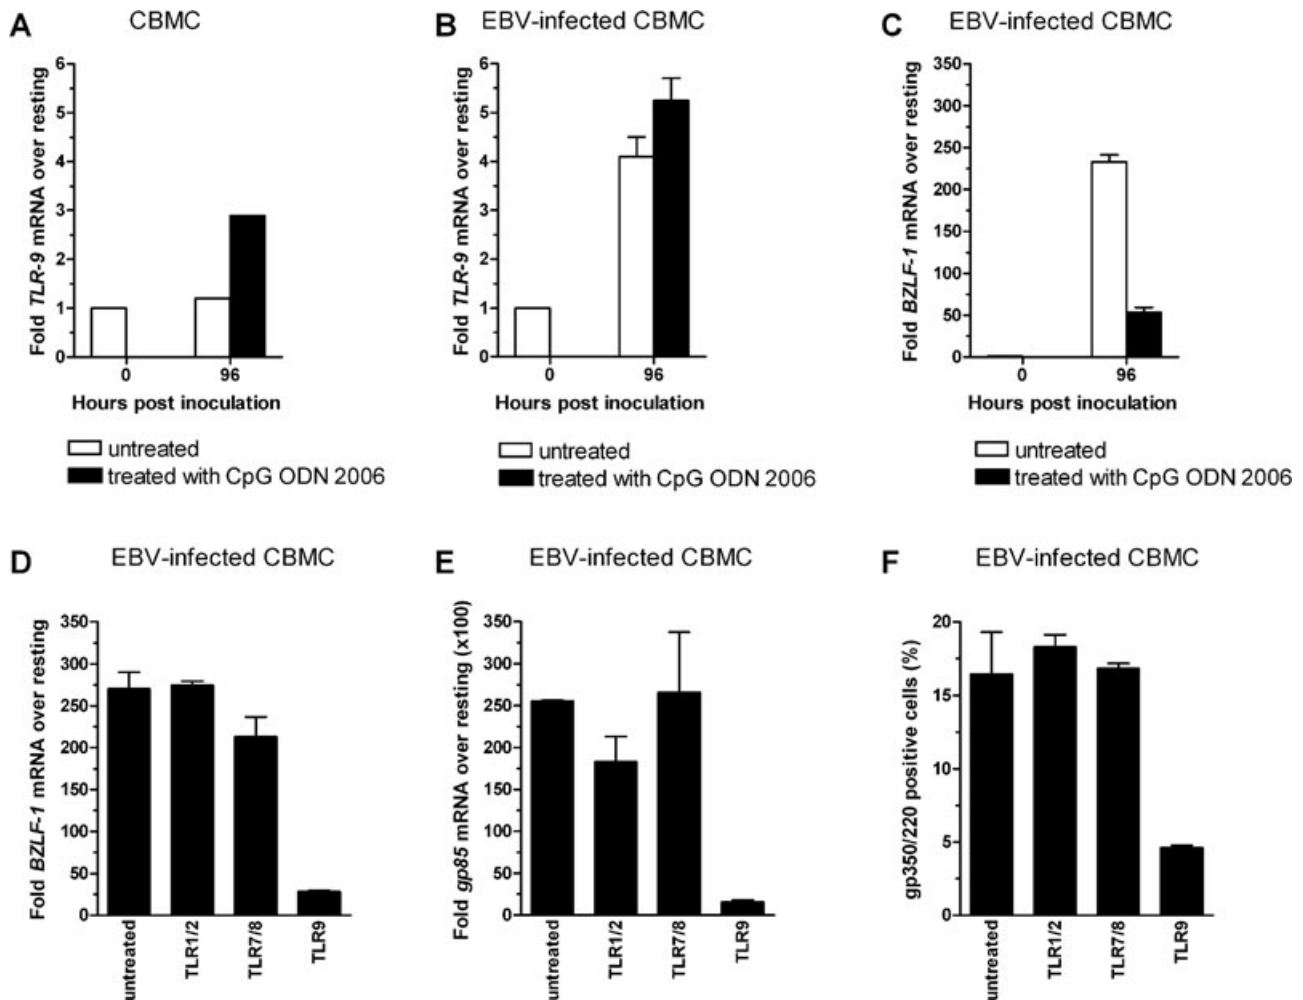 A
CBMC
Fold TLR-9 mRNA over resting
6
5
4
3
2
1
0
0
96
Hours post inoculation
untreated
treated with CpG ODN 2006
B
EBV-infected CBMC
Fold TLR-9 mRNA over resting
6
5
4
3
2
1
0
0
96
Hours post inoculation
untreated
treated with CpG ODN 2006
C
EBV-infected CBMC
Fold BZLF-1 mRNA over resting
350
300
250
200
150
100
50
0
0
96
Hours post inoculation
untreated
treated with CpG ODN 2006
D
EBV-infected CBMC
Fold BZLF-1 mRNA over resting
350
300
250
200
150
100
50
0
untreated
TLR1/2
TLR7/8
TLR9
E
EBV-infected CBMC
Fold gp85 mRNA over resting (x100)
350
300
250
200
150
100
50
0
untreated
TLR1/2
TLR7/8
TLR9
F
EBV-infected CBMC
gp350/220 positive cells (%)
20
15
10
5
0
untreated
TLR1/2
TLR7/8
TLR9